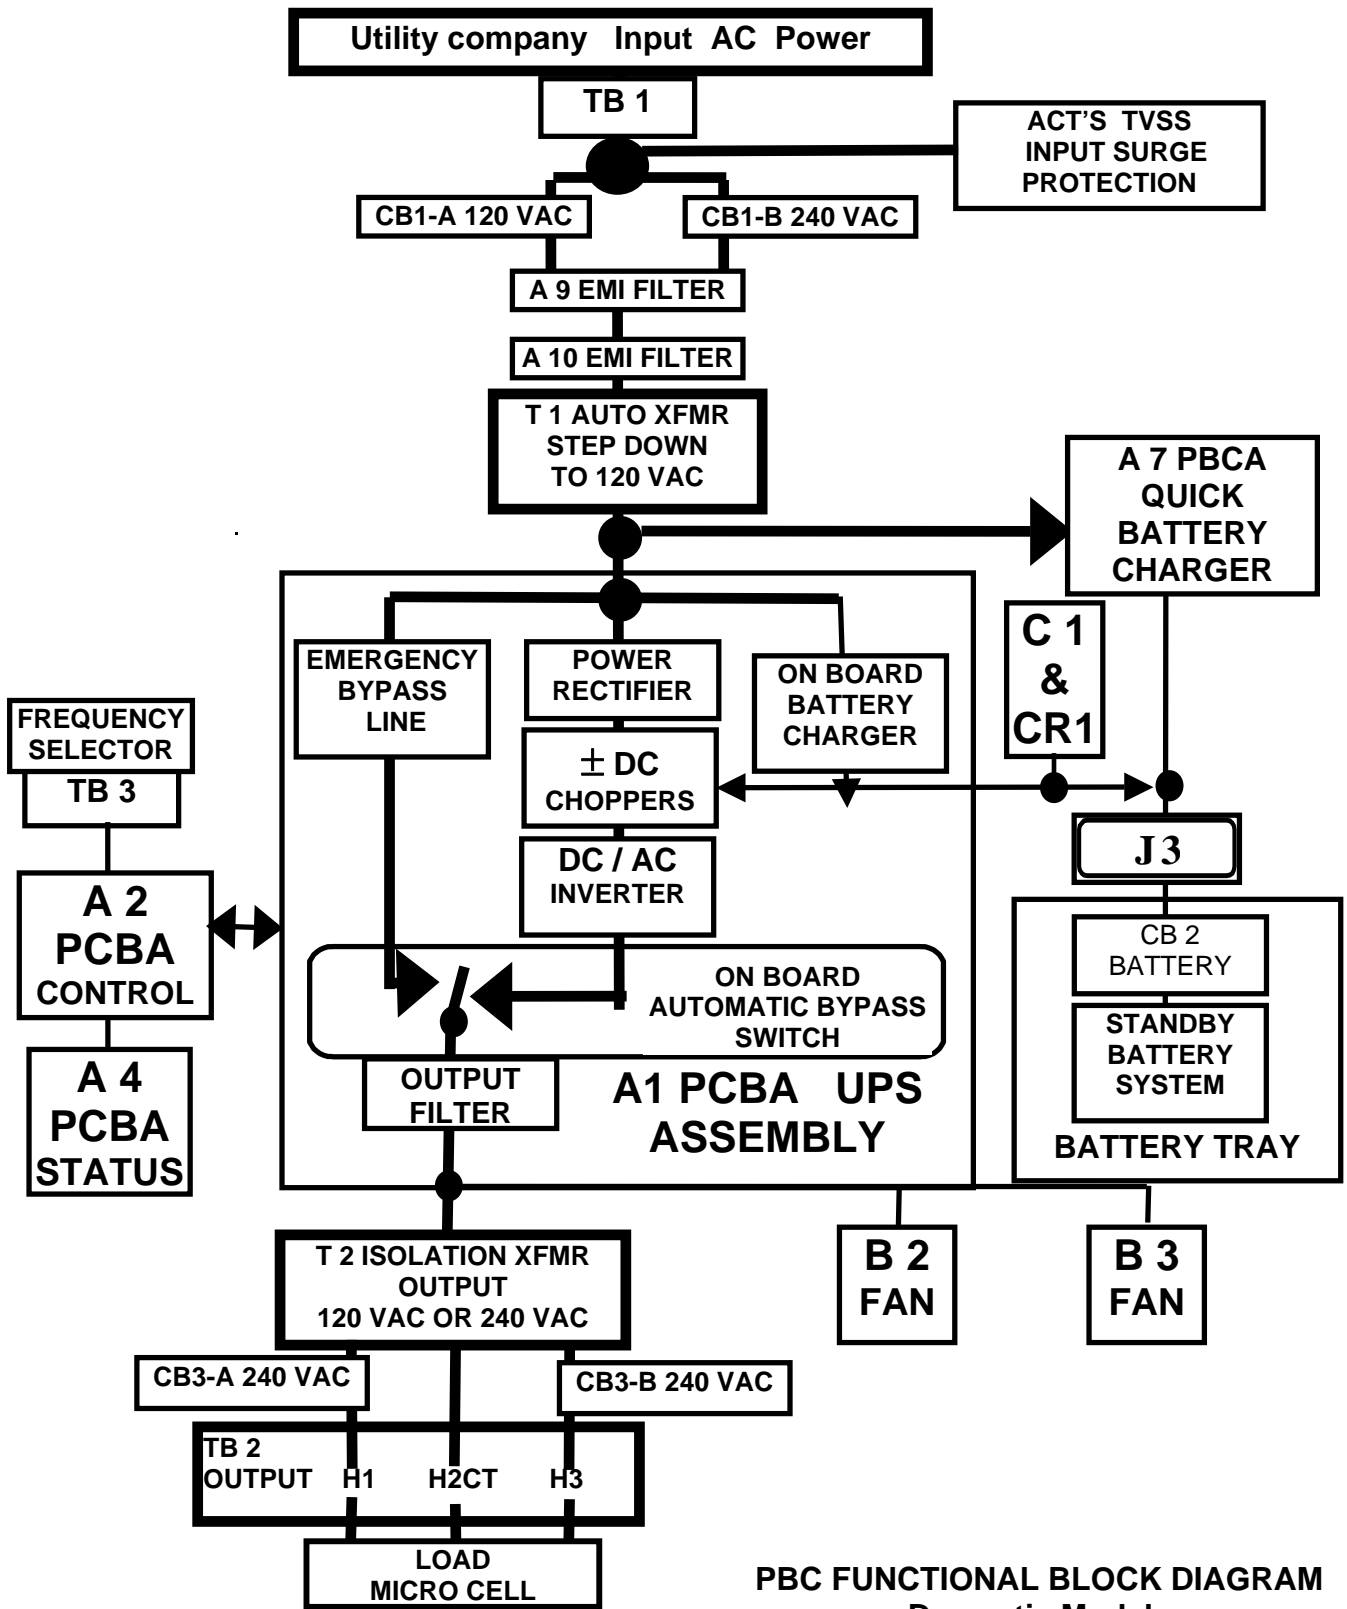 Utility company Input AC Power
TB 1
ACT'S TVSS
INPUT SURGE
PROTECTION
CB1-A 120 VAC
CB1-B 240 VAC
A 9 EMI FILTER
A 10 EMI FILTER
T 1 AUTO XFMR
STEP DOWN
TO 120 VAC
A 7 PBCA
QUICK
BATTERY
CHARGER
EMERGENCY
BYPASS
LINE
POWER
RECTIFIER
ON BOARD
BATTERY
CHARGER
C 1
&
CR1
FREQUENCY
SELECTOR
TB 3
± DC
CHOPPERS
J3
DC / AC
INVERTER
A 2
PCBA
CONTROL
CB 2
BATTERY
ON BOARD
AUTOMATIC BYPASS
SWITCH
STANDBY
BATTERY
SYSTEM
BATTERY TRAY
A 4
PCBA
STATUS
OUTPUT
FILTER
A1 PCBA UPS
ASSEMBLY
T 2 ISOLATION XFMR
OUTPUT
120 VAC OR 240 VAC
B 2
FAN
B 3
FAN
CB3-A 240 VAC
CB3-B 240 VAC
TB 2
OUTPUT H1 H2CT H3
LOAD
MICRO CELL
PBC FUNCTIONAL BLOCK DIAGRAM